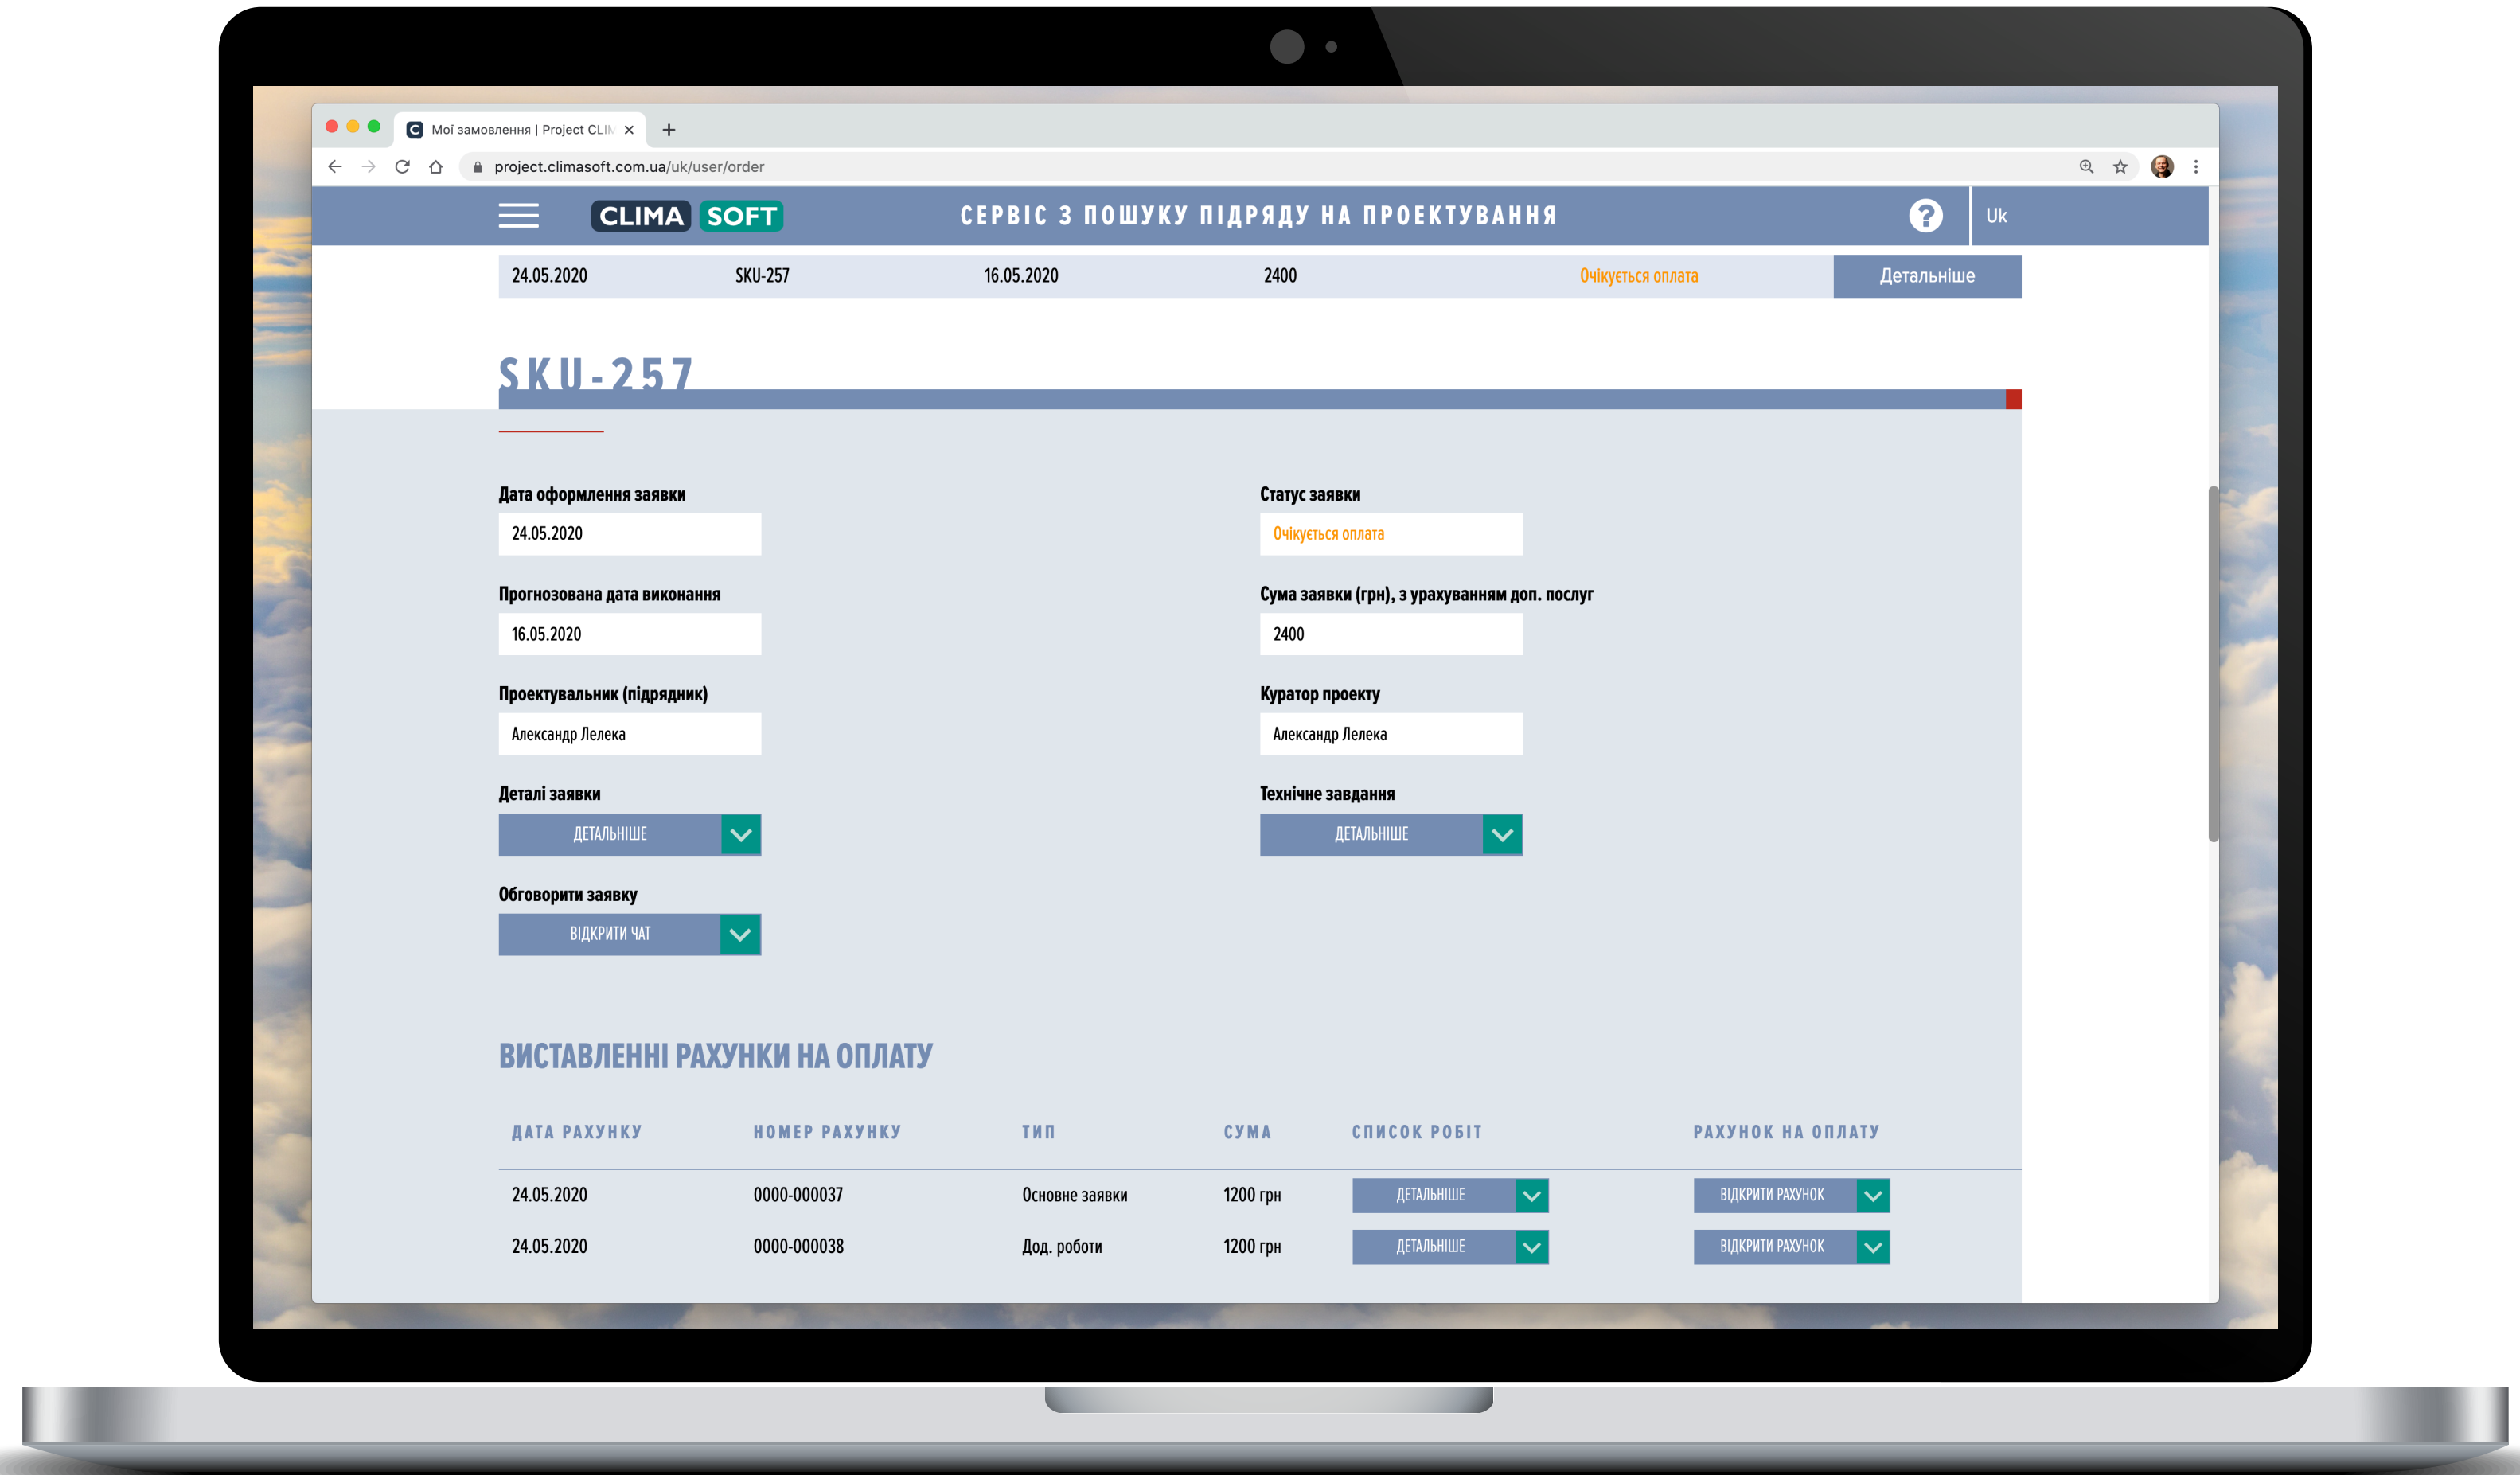 Мої замовлення | Project CLIM
project.climasoft.com.ua/uk/user/order
CLIMA SOFT СЕРВІС З ПОШУКУ ПІДРЯДУ НА ПРОЕКТУВАННЯ ? Uk
24.05.2020 SKU-257 16.05.2020 2400 Очікується оплата Детальніше
SKU-257
Дата оформлення заявки Статус заявки
24.05.2020 Очікується оплата
Прогнозована дата виконання Сума заявки (грн), з урахуванням доп. послуг
16.05.2020 2400
Проектувальник (підрядник) Куратор проекту
Александр Лелека Александр Лелека
Деталі заявки Технічне завдання
ДЕТАЛЬНІШЕ ДЕТАЛЬНІШЕ
Обговорити заявку
ВІДКРИТИ ЧАТ
ВИСТАВЛЕННІ РАХУНКИ НА ОПЛАТУ
ДАТА РАХУНКУ НОМЕР РАХУНКУ ТИП СУМА СПИСОК РОБІТ РАХУНОК НА ОПЛАТУ
24.05.2020 0000-000037 Основне заявки 1200 грн ДЕТАЛЬНІШЕ ВІДКРИТИ РАХУНОК
24.05.2020 0000-000038 Дод. роботи 1200 грн ДЕТАЛЬНІШЕ ВІДКРИТИ РАХУНОК